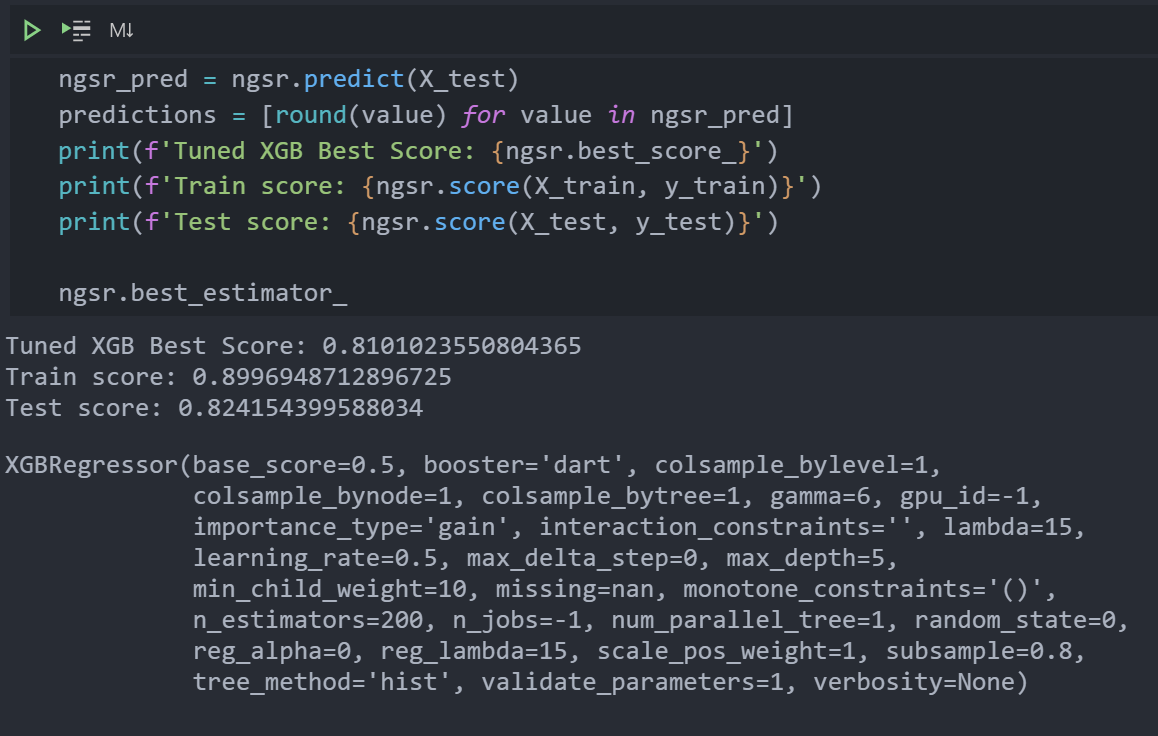 M↓
ngsr_pred = ngsr.predict(X_test)
predictions = [round(value) for value in ngsr_pred]
print(f'Tuned XGB Best Score: {ngsr.best_score_}')
print(f'Train score: {ngsr.score(X_train, y_train)}')
print(f'Test score: {ngsr.score(X_test, y_test)}')
ngsr.best_estimator_
Tuned XGB Best Score: 0.8101023550804365
Train score: 0.8996948712896725
Test score: 0.824154399588034
XGBRegressor(base_score=0.5, booster='dart', colsample_bylevel=1,
colsample_bynode=1, colsample_bytree=1, gamma=6, gpu_id=-1,
importance_type='gain', interaction_constraints='', lambda=15,
learning_rate=0.5, max_delta_step=0, max_depth=5,
min_child_weight=10, missing=nan, monotone_constraints='()',
n_estimators=200, n_jobs=-1, num_parallel_tree=1, random_state=0,
reg_alpha=0, reg_lambda=15, scale_pos_weight=1, subsample=0.8,
tree_method='hist', validate_parameters=1, verbosity=None)